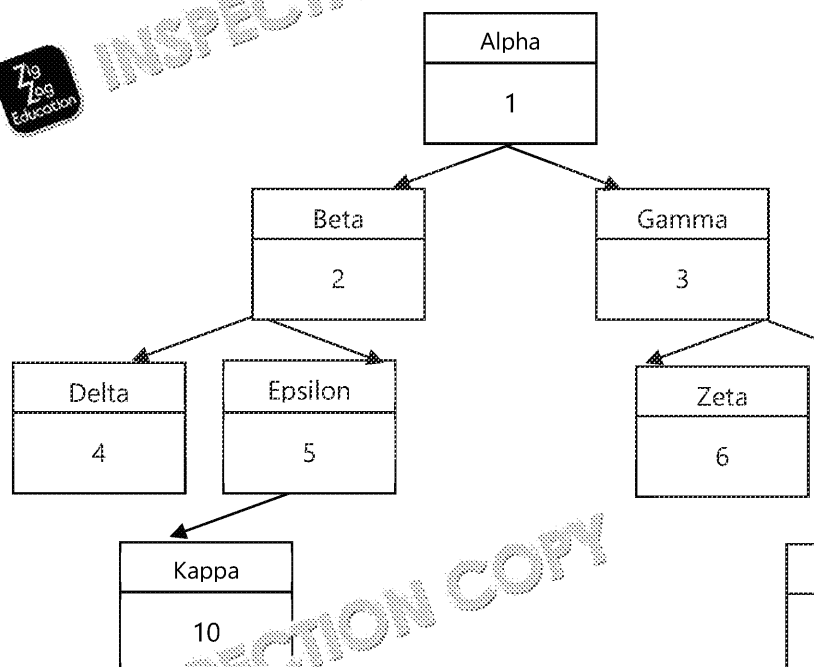 Zig
Zag
Education
INSPECTI
Alpha
1
Beta
2
Gamma
3
Delta
4
Epsilon
5
Zeta
6
Kappa
10
PECTION COPY